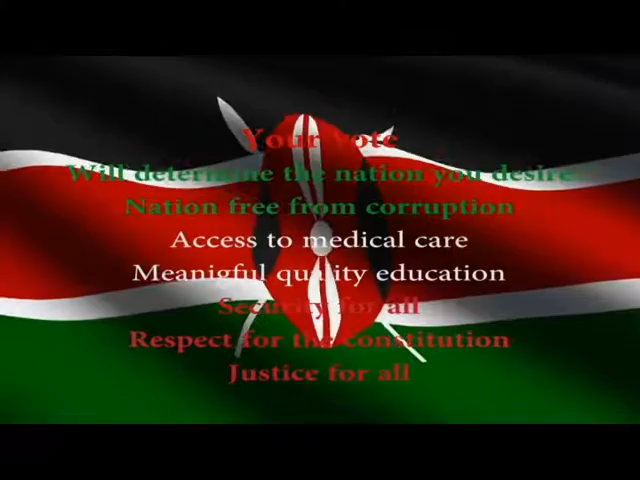 Your vote
Will determine the nation you desire
Nation free from corruption
Access to medical care
Meanigful quality education
Security for all
Respect for the constitution
Justice for all